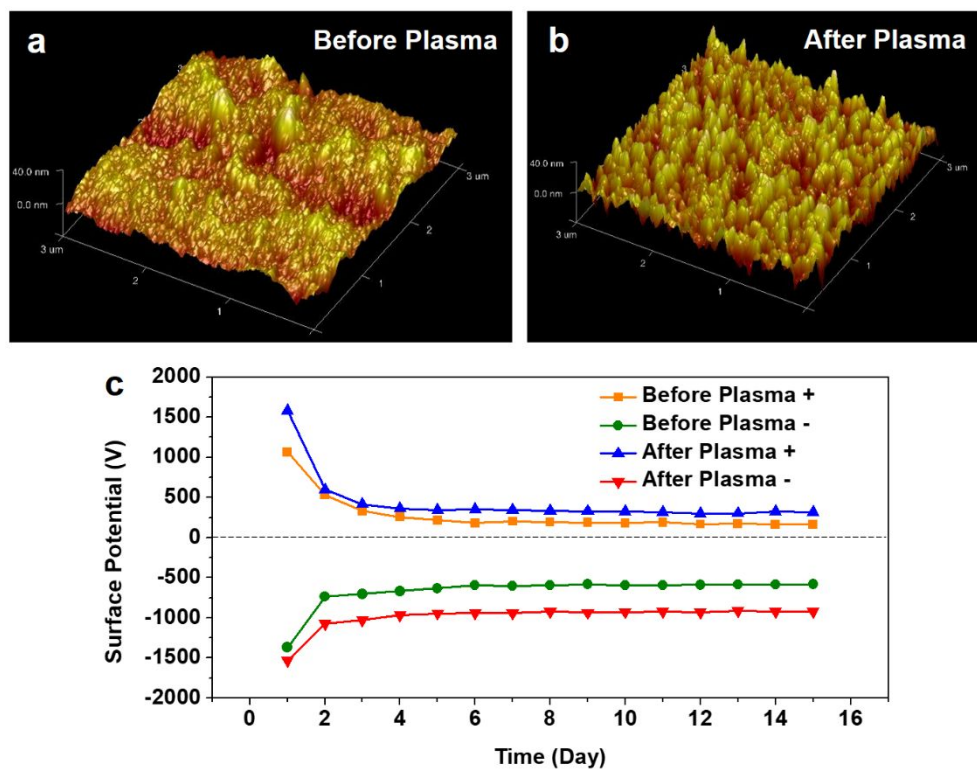 a
Before Plasma
40.0 nm
0.0 nm
3 um
2
1
3 um
2
1
b
After Plasma
40.0 nm
0.0 nm
3 um
2
1
3 um
2
1
c
2000
1500
1000
500
0
-500
-1000
-1500
-2000
Surface Potential (V)
Before Plasma +
Before Plasma -
After Plasma +
After Plasma -
0 2 4 6 8 10 12 14 16
Time (Day)